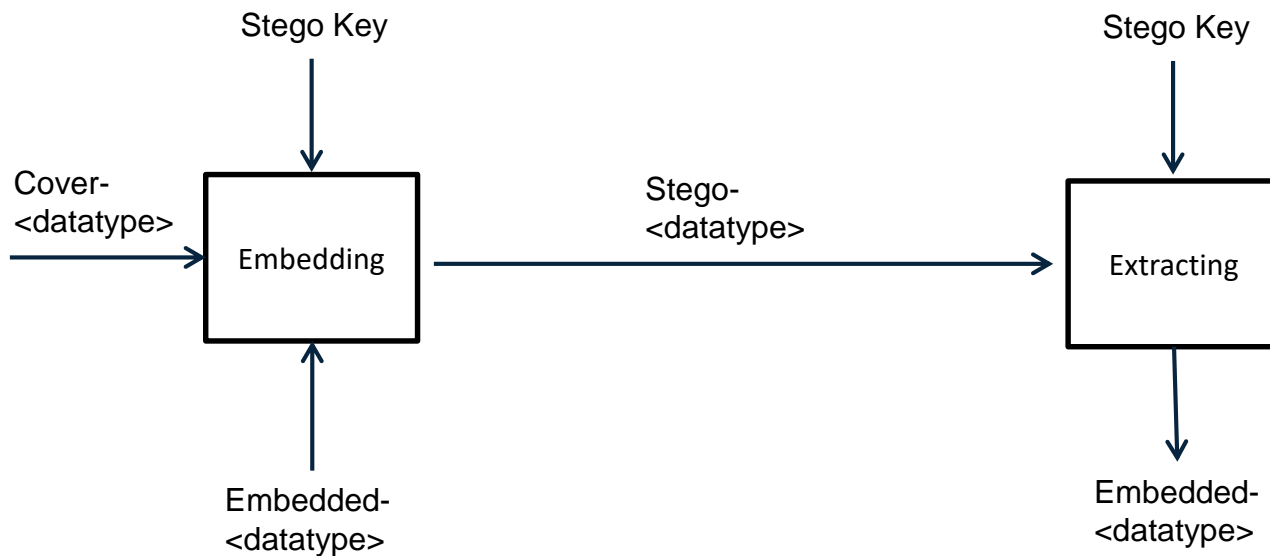 Stego Key
Stego Key
Cover-
<datatype>
Embedding
Stego-
<datatype>
Extracting
Embedded-
<datatype>
Embedded-
<datatype>